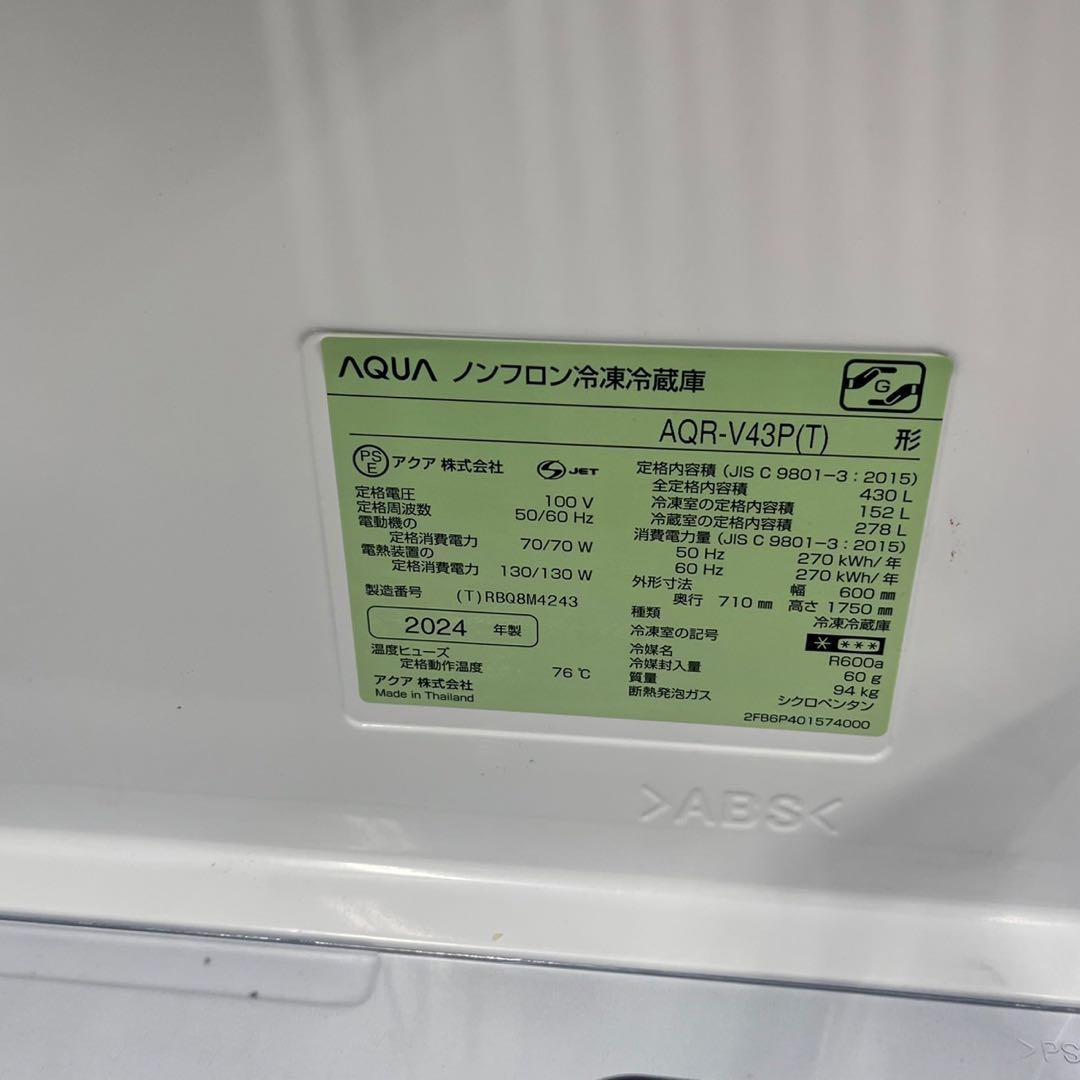 AQUA ノンフロン冷凍冷蔵庫
G
AQR-V43P(T) 形
PS E アクア 株式会社 S JET
定格電圧 100 V
定格周波数 50/60 Hz
電動機の
定格消費電力 70/70 W
電熱装置の
定格消費電力 130/130 W
製造番号 (T)RBQ8M4243
2024 年製
温度ヒューズ
定格動作温度 76 ℃
アクア 株式会社
Made in Thailand
定格内容積 (JIS C 9801-3:2015)
全定格内容積 430 L
冷凍室の定格内容積 152 L
冷蔵室の定格内容積 278 L
消費電力量 (JIS C 9801-3:2015)
50 Hz 270 kWh/年
60 Hz 270 kWh/年
外形寸法 幅 600 mm
奥行 710 mm 高さ 1750 mm
種類 冷凍冷蔵庫
冷凍室の記号 * ***
冷媒名 R600a
冷媒封入量 60 g
質量 94 kg
断熱発泡ガス シクロペンタン
2FB6P401574000
>ABS<
>PS